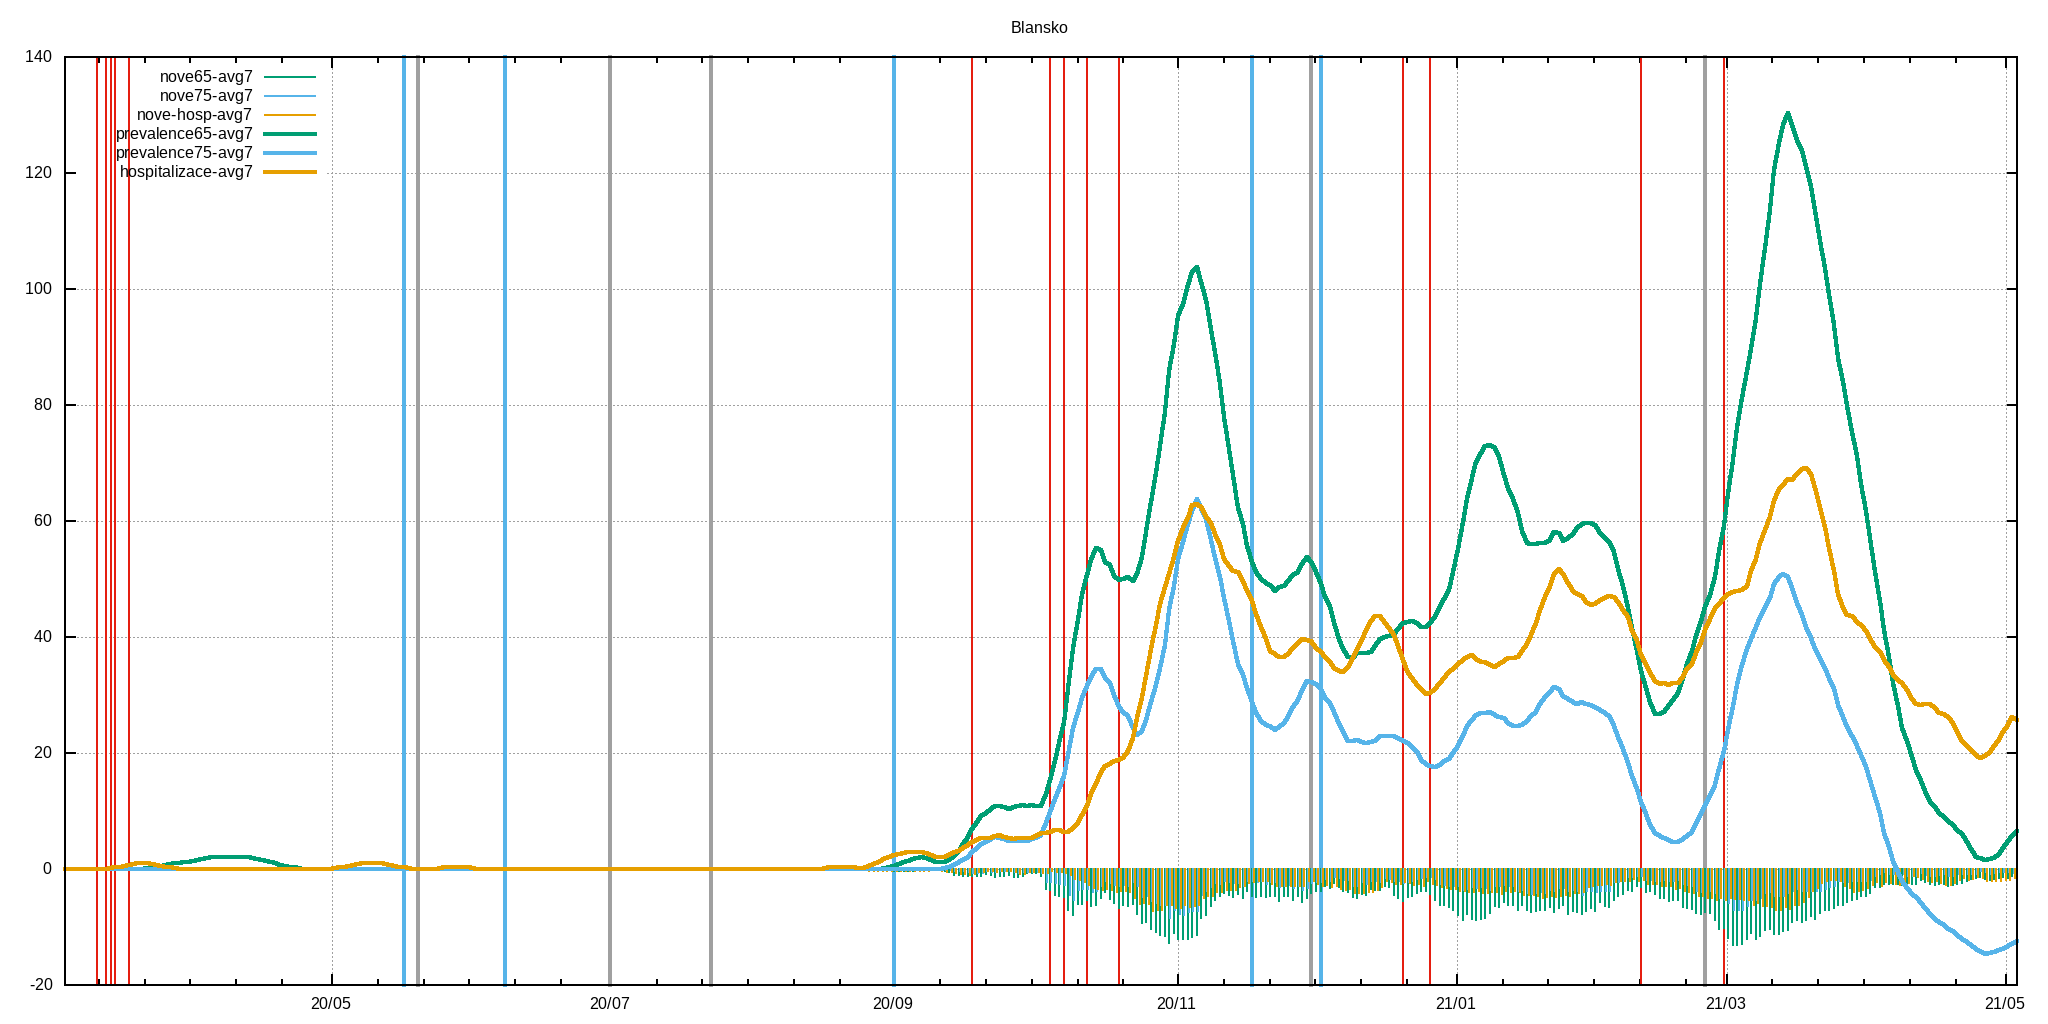 Blansko
140
120
100
80
60
40
20
0
-20
nove65-avg7
nove75-avg7
nove-hosp-avg7
prevalence65-avg7
prevalence75-avg7
hospitalizace-avg7
20/05 20/07 20/09 20/11 21/01 21/03 21/05